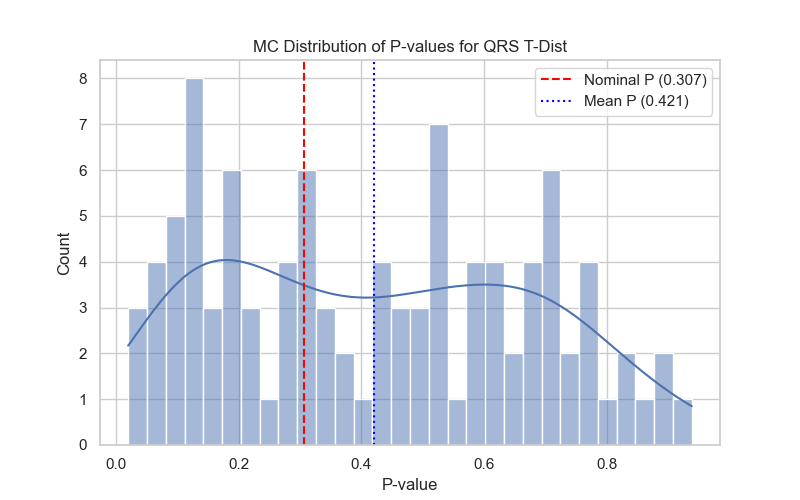 MC Distribution of P-values for QRS T-Dist
Nominal P (0.307)
Mean P (0.421)
Count
8
7
6
5
4
3
2
1
0
0.0 0.2 0.4 0.6 0.8
P-value